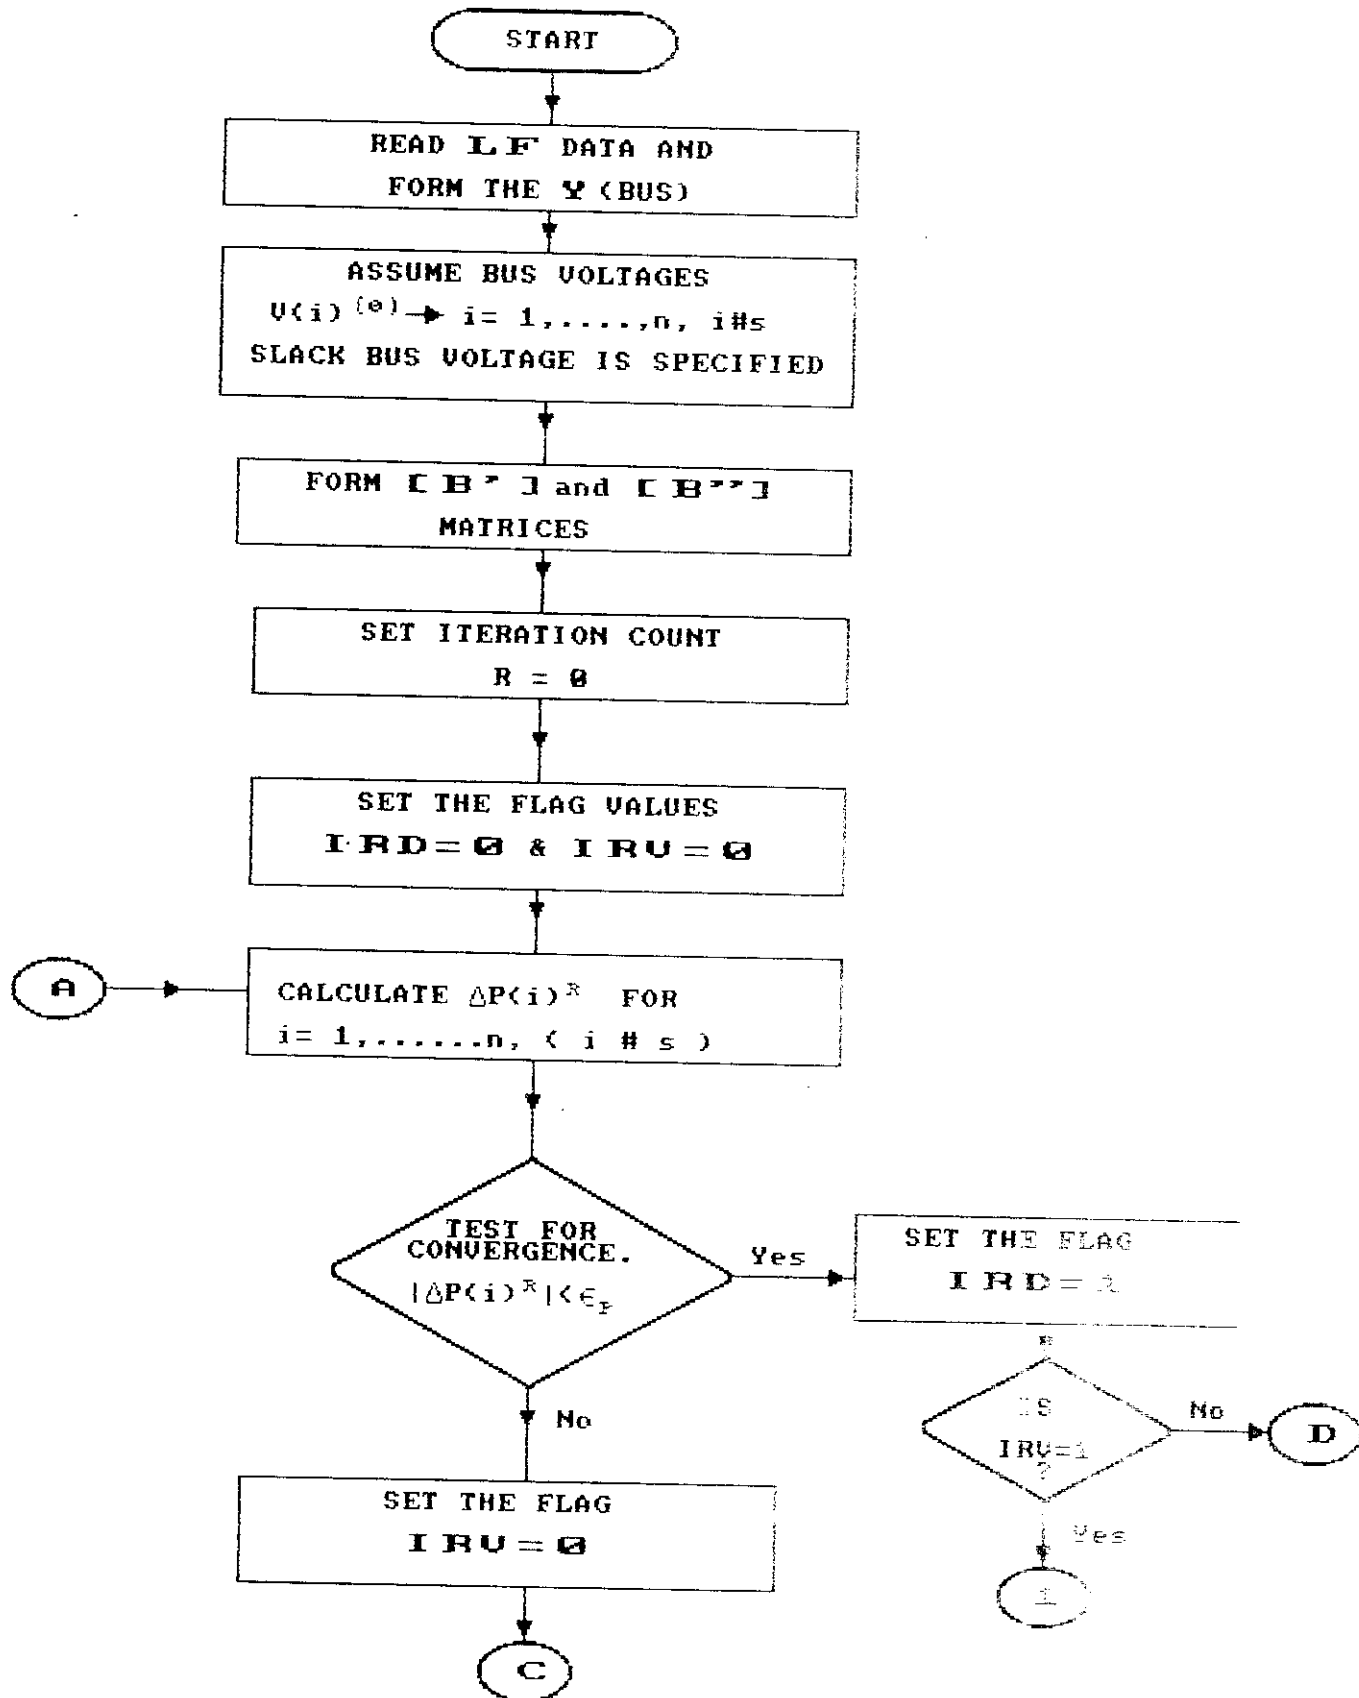 START
READ LF DATA AND
FORM THE Y(BUS)
ASSUME BUS VOLTAGES
V(i)(0) → i= 1,....,n, i#s
SLACK BUS VOLTAGE IS SPECIFIED
FORM [B'] and [B'']
MATRICES
SET ITERATION COUNT
R = 0
SET THE FLAG VALUES
IRD=0 & IRV=0
A
CALCULATE ΔP(i)ᴿ FOR
i= 1,......n, ( i # s )
TEST FOR
CONVERGENCE.
|ΔP(i)ᴿ|<∈ₚ
Yes
SET THE FLAG
IRD=1
IS
IRV=1
?
No
D
Yes
1
No
SET THE FLAG
IRV=0
C